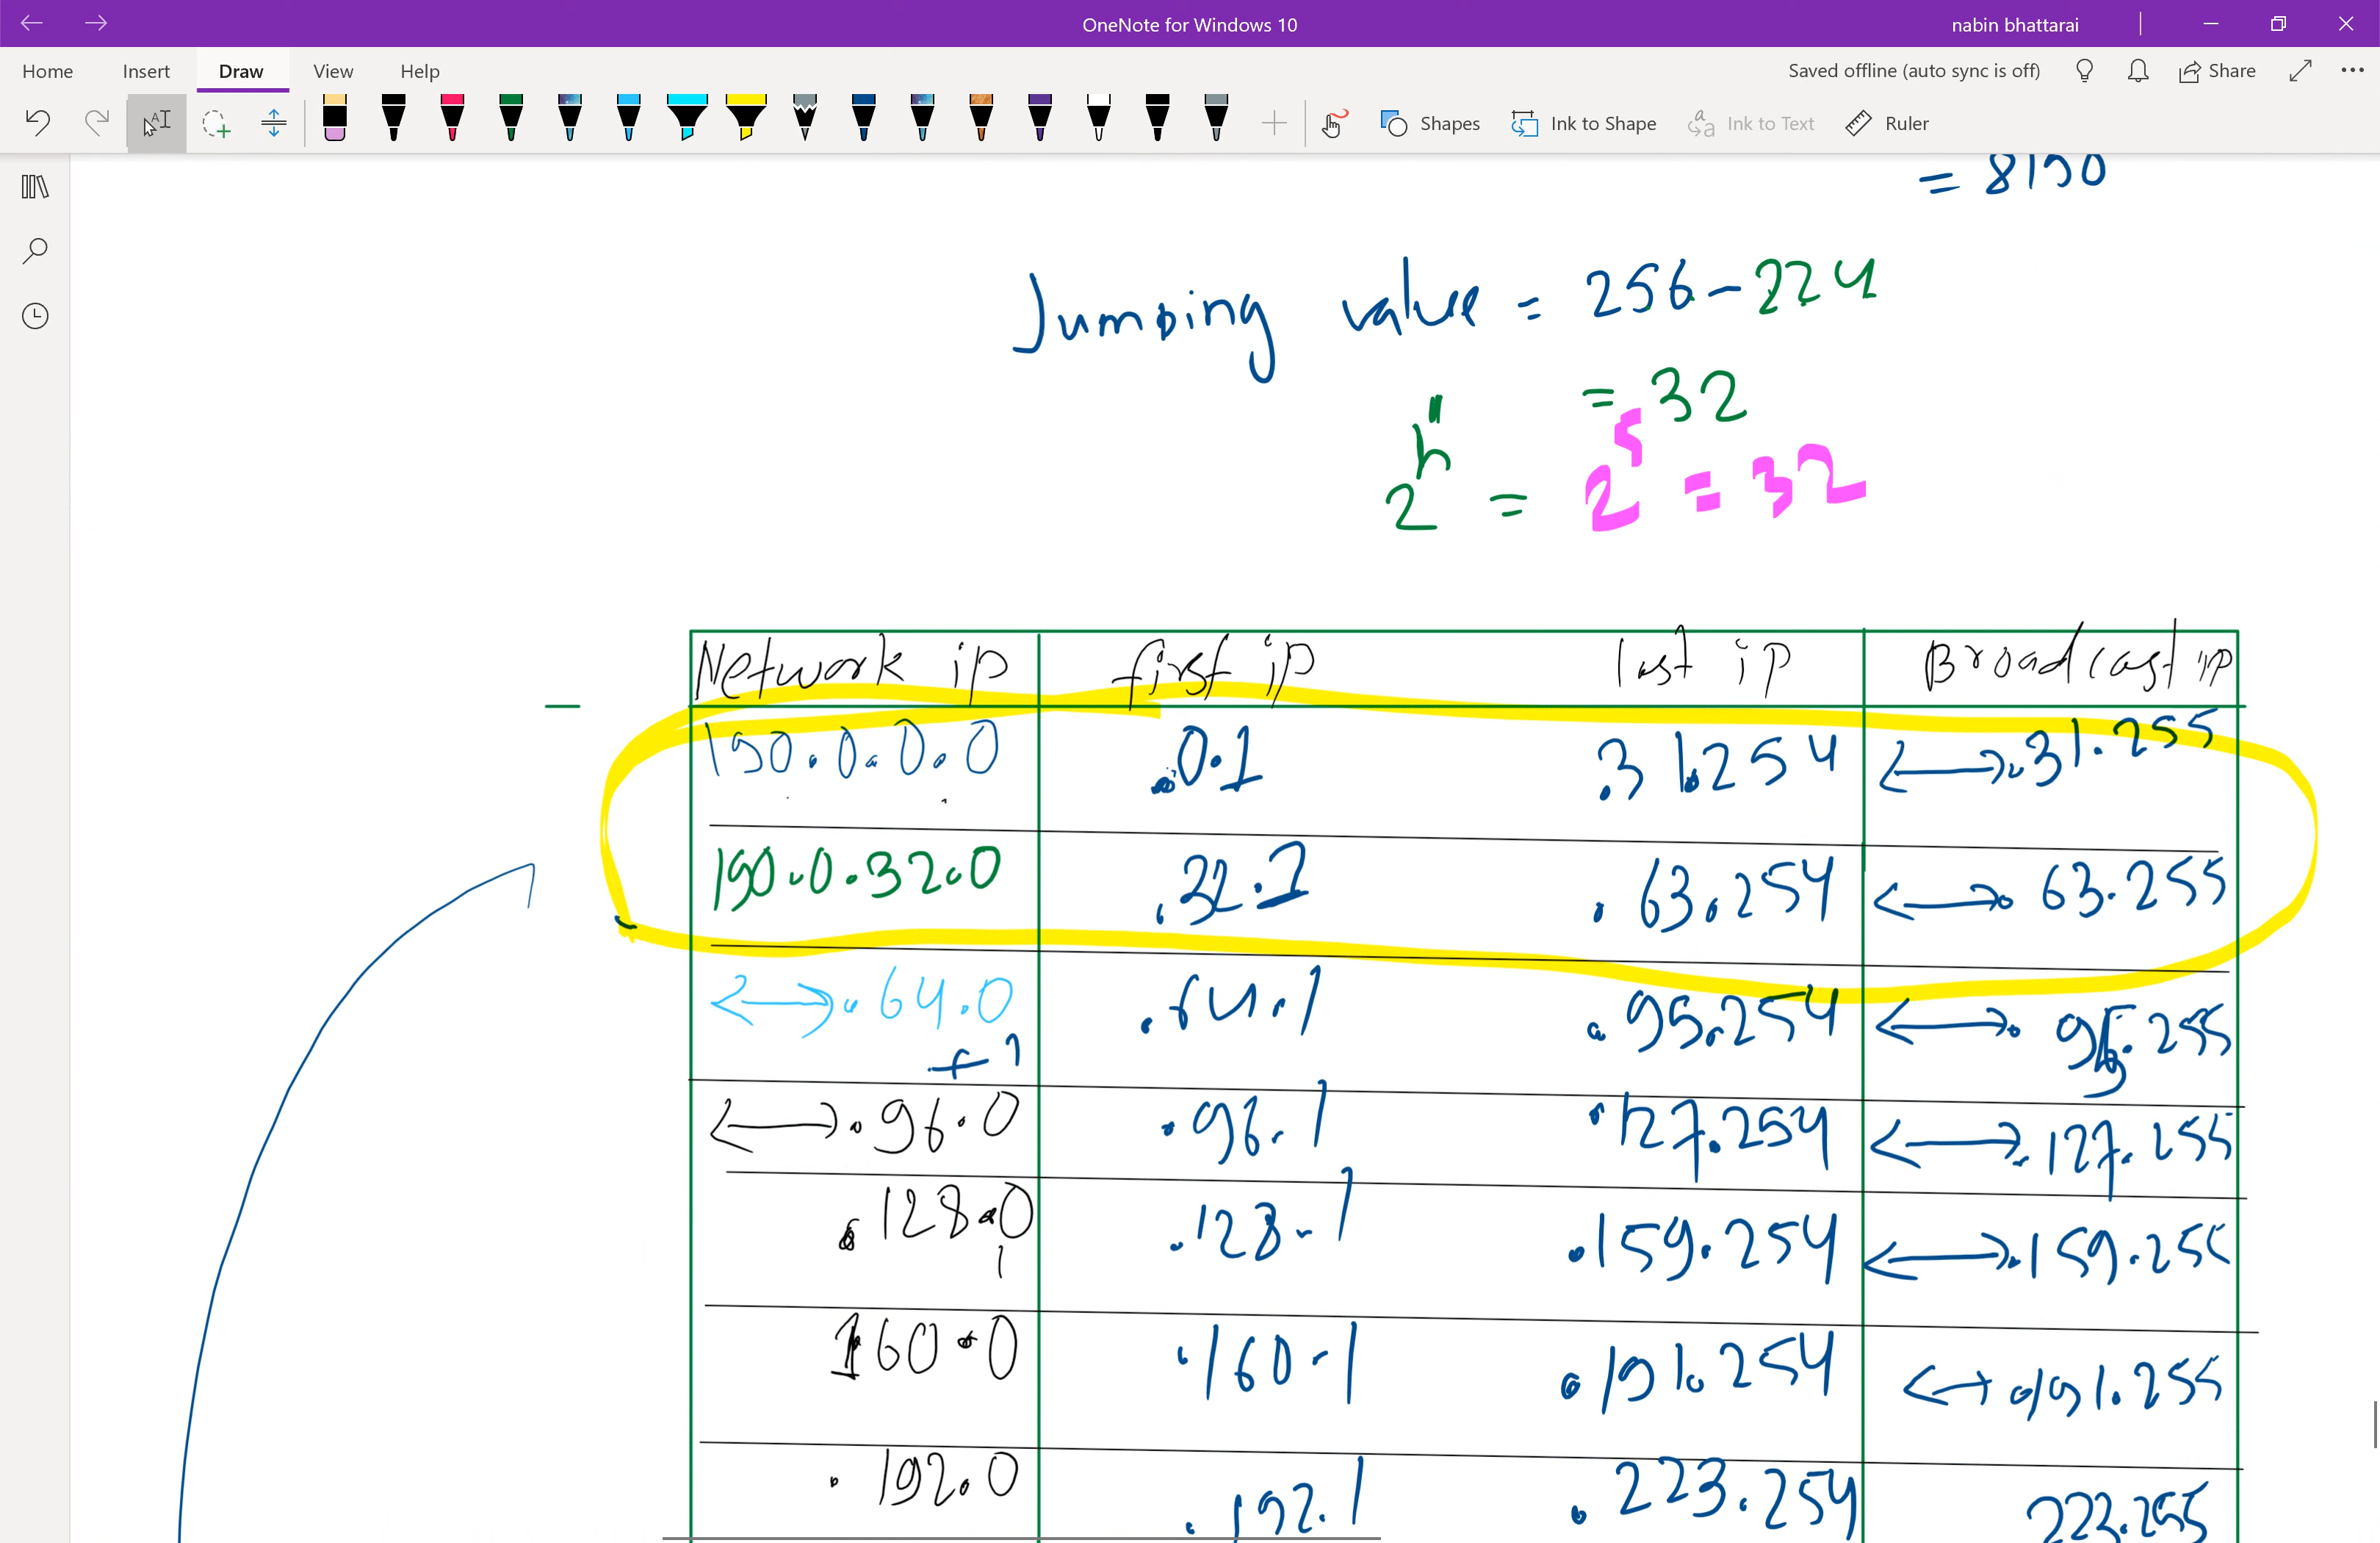 OneNote for Windows 10
nabin bhattarai
Home Insert Draw View Help
Saved offline (auto sync is off) Share
Shapes Ink to Shape Ink to Text Ruler
= 8190
Jumping value = 256-224
= 32
2^h = 2^5 = 32
Network ip first ip last ip Broadcast ip
190.0.0.0 .0.1 .31.254 <-->.31.255
190.0.32.0 .32.1 .63.254 <-->. 63.255
<-->.64.0 .64.1 .95.254 <-->. 95.255
+1
<-->.96.0 .96.1 .127.254 <-->.127.255
.128.0 .128.1 .159.254 <-->.159.255
160.0 .160.1 .191.254 <-->.191.255
.192.0 .192.1 .223.254 223.255